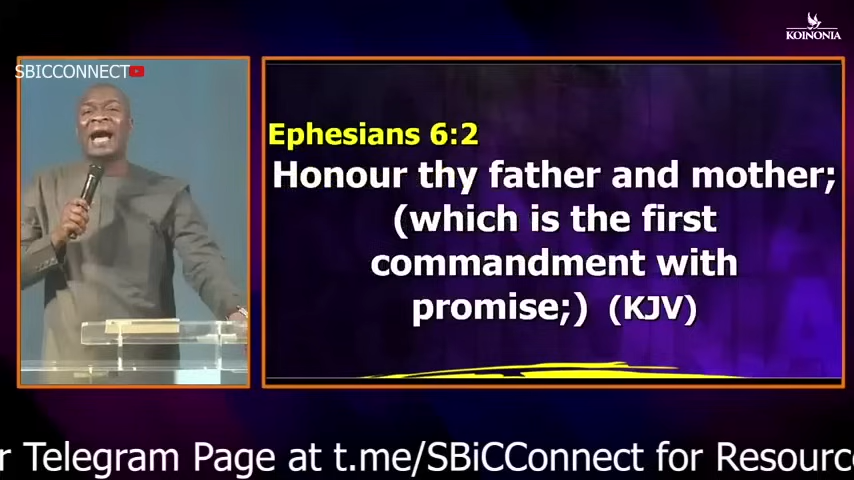 KOINONIA
SBICCONNECT
Ephesians 6:2
Honour thy father and mother;
(which is the first
commandment with
promise;) (KJV)
r Telegram Page at t.me/SBiCConnect for Resourc